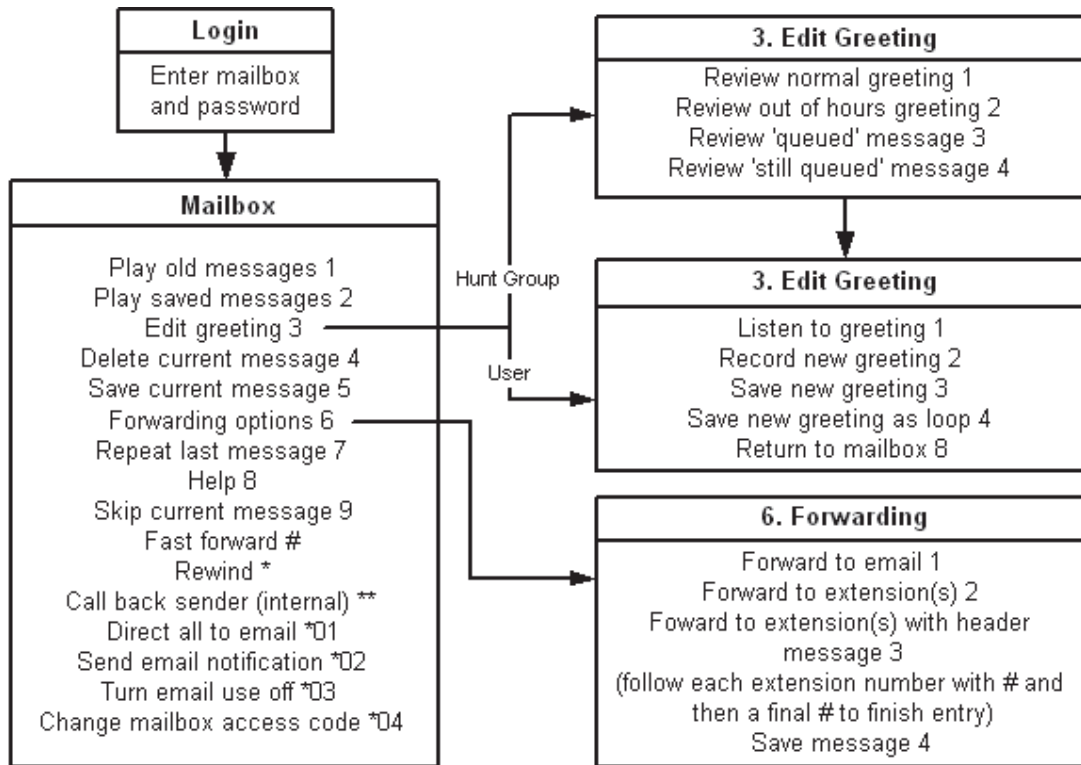 Login
Enter mailbox
and password
Mailbox
Play old messages 1
Play saved messages 2
Edit greeting 3
Delete current message 4
Save current message 5
Forwarding options 6
Repeat last message 7
Help 8
Skip current message 9
Fast forward #
Rewind *
Call back sender (internal) **
Direct all to email *01
Send email notification *02
Turn email use off *03
Change mailbox access code *04
Hunt Group
User
3. Edit Greeting
Review normal greeting 1
Review out of hours greeting 2
Review 'queued' message 3
Review 'still queued' message 4
3. Edit Greeting
Listen to greeting 1
Record new greeting 2
Save new greeting 3
Save new greeting as loop 4
Return to mailbox 8
6. Forwarding
Forward to email 1
Forward to extension(s) 2
Foward to extension(s) with header
message 3
(follow each extension number with # and
then a final # to finish entry)
Save message 4